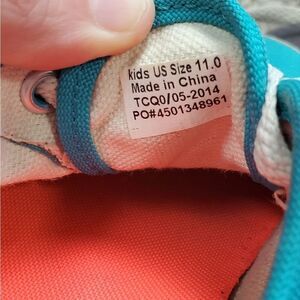 kids US Size 11.0
Made in China
TCQ0/05-2014
PO#4501348961